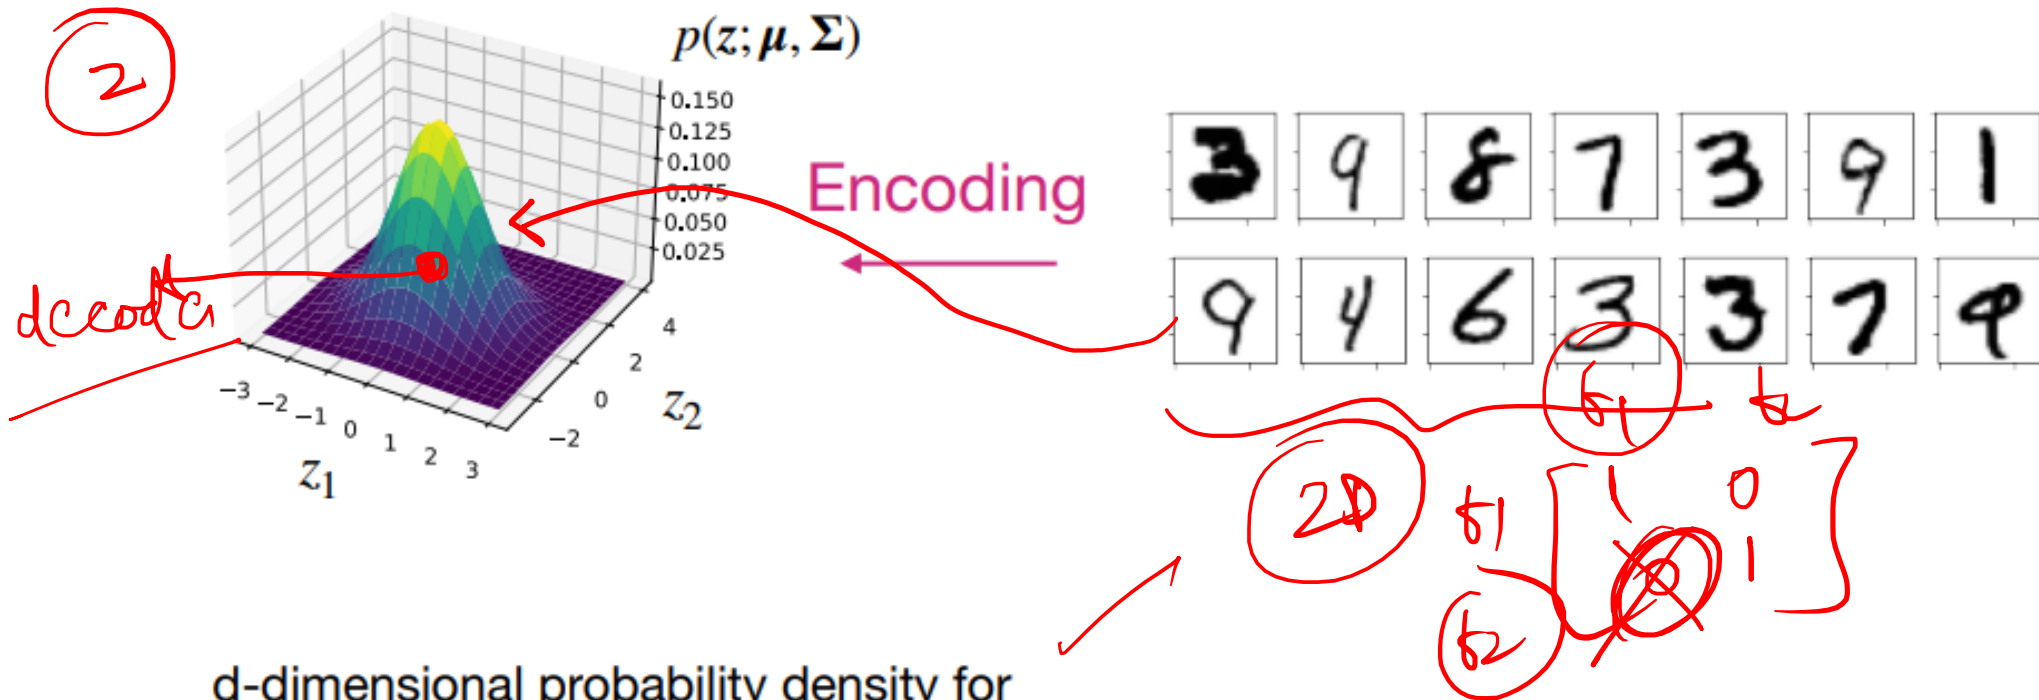 2
p(z; μ, Σ)
0.150
0.125
0.100
0.075
0.050
0.025
Encoding
3 9 8 7 3 9 1
9 4 6 3 3 7 9
4
2
0
−2
z₂
−3 −2 −1 0 1 2 3
z₁
2D
f1
1 0
f1
0 1
f2
d-dimensional probability density for